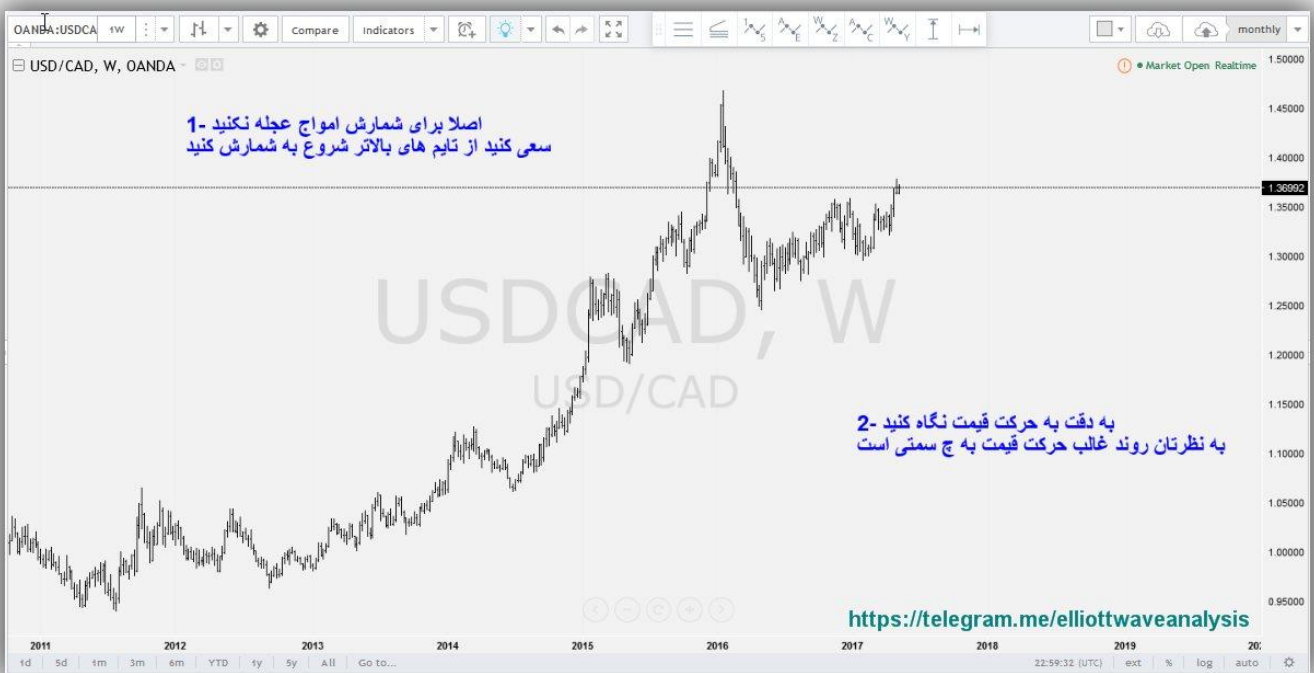 OANDA:USDCA 1W Compare Indicators monthly
USD/CAD, W, OANDA
Market Open Realtime
1.50000
1.45000
1.40000
1.36992
1.35000
1.30000
1.25000
1.20000
1.15000
1.10000
1.05000
1.00000
0.95000
1- اصلا برای شمارش امواج عجله نکنید
سعی کنید از تایم های بالاتر شروع به شمارش کنید
USDCAD, W
USD/CAD
2- به دقت به حرکت قیمت نگاه کنید
به نظرتان روند غالب حرکت قیمت به چ سمتی است
https://telegram.me/elliottwaveanalysis
2011 2012 2013 2014 2015 2016 2017 2018 2019
1d 5d 1m 3m 6m YTD 1y 5y All Go to... 22:59:32 (UTC) ext % log auto